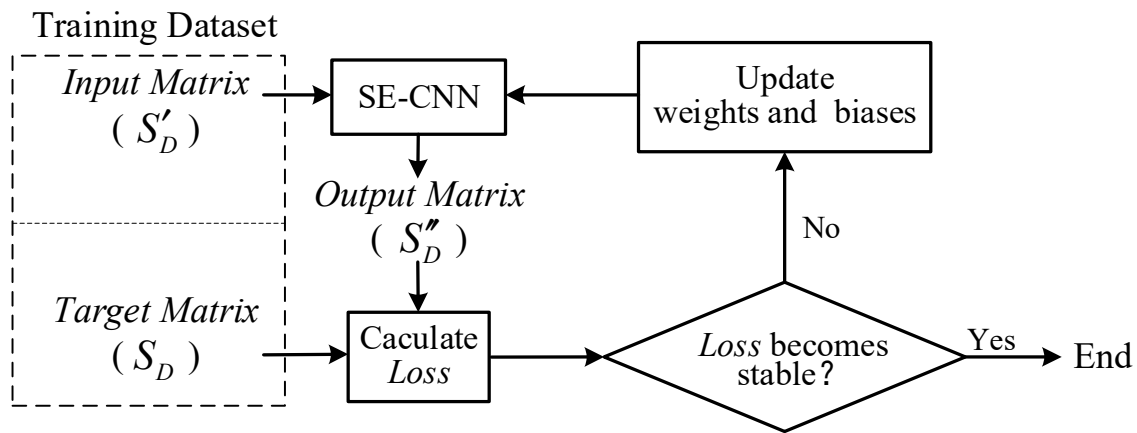 Training Dataset
Input Matrix
( S′_D )
SE-CNN
Update
weights and biases
Output Matrix
( S″_D )
No
Target Matrix
( S_D )
Caculate
Loss
Loss becomes
stable?
Yes
End